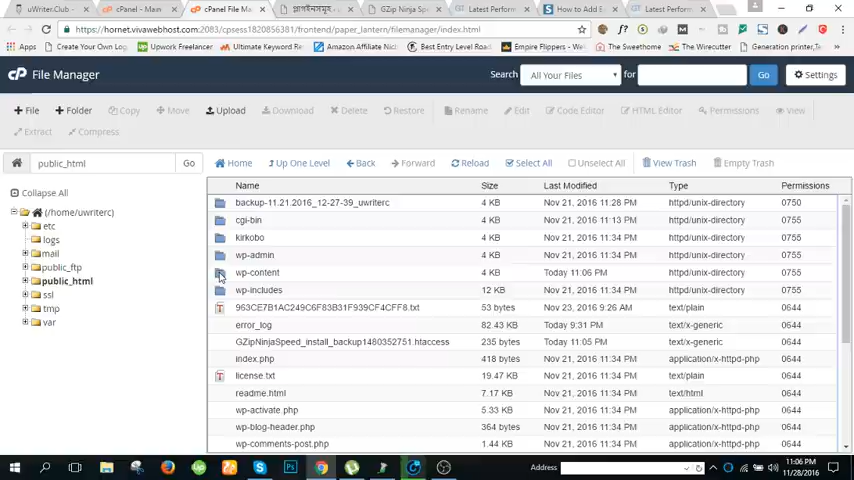 uWriter.Club -
cPanel - Main
cPanel File Ma
প্লাগইনসমূহ
GZip Ninja Spe
Latest Perform
How to Add E
Latest Perform
https://hornet.vivawebhost.com:2083/cpsess1820856381/frontend/paper_lantern/filemanager/index.html
Getting Started
Upwork Freelancer
Ultimate Keyword Re
Empire Flippers
Amazon Affiliate Nich
Best Entry Level Road
Empire Flippers - We
The Sweethome
The Wirecutter
Generation printer,To
cP File Manager
Search All Your Files for Go Settings
File Folder Copy Move Upload Download Delete Restore Rename Edit Code Editor HTML Editor Permissions View
Extract Compress
public_html Go Home Up One Level Back Forward Reload Select All Unselect All View Trash Empty Trash
Collapse All
(/home/uwriterc)
etc
logs
mail
public_ftp
public_html
ssl
tmp
var
Name Size Last Modified Type Permissions
backup-11.21.2016_12-27-39_uwriterc 4 KB Nov 21, 2016 11:28 PM httpd/unix-directory 0750
cgi-bin 4 KB Nov 21, 2016 11:13 PM httpd/unix-directory 0755
kirkobo 4 KB Nov 21, 2016 11:34 PM httpd/unix-directory 0755
wp-admin 4 KB Nov 21, 2016 11:34 PM httpd/unix-directory 0755
wp-content 4 KB Today 11:06 PM httpd/unix-directory 0755
wp-includes 12 KB Nov 21, 2016 11:34 PM httpd/unix-directory 0755
963CE7B1AC249C6F83B31F939CF4CFF8.txt 53 bytes Nov 23, 2016 9:26 AM text/plain 0644
error_log 82.43 KB Today 9:31 PM text/x-generic 0644
GZipNinjaSpeed_install_backup1480352751.htaccess 235 bytes Today 11:05 PM text/x-generic 0644
index.php 418 bytes Nov 21, 2016 11:34 PM application/x-httpd-php 0644
license.txt 19.47 KB Nov 21, 2016 11:34 PM text/plain 0644
readme.html 7.17 KB Nov 21, 2016 11:34 PM text/html 0644
wp-activate.php 5.33 KB Nov 21, 2016 11:34 PM application/x-httpd-php 0644
wp-blog-header.php 364 bytes Nov 21, 2016 11:34 PM application/x-httpd-php 0644
wp-comments-post.php 1.44 KB Nov 21, 2016 11:34 PM application/x-httpd-php 0644
Address
11:06 PM
11/28/2016